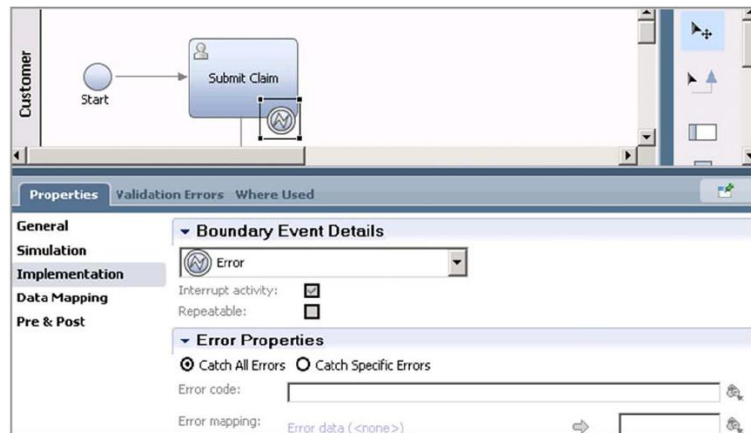 Customer
Start
Submit Claim
Properties Validation Errors Where Used
General
Simulation
Implementation
Data Mapping
Pre & Post
Boundary Event Details
Error
Interrupt activity:
Repeatable:
Error Properties
Catch All Errors Catch Specific Errors
Error code:
Error mapping: Error data (<none>)